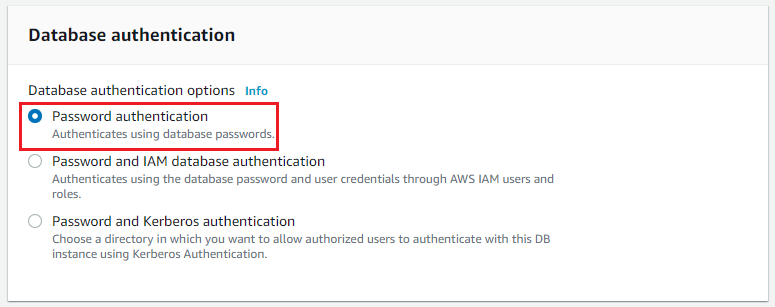 Database authentication
Database authentication options Info
Password authentication
Authenticates using database passwords.
Password and IAM database authentication
Authenticates using the database password and user credentials through AWS IAM users and
roles.
Password and Kerberos authentication
Choose a directory in which you want to allow authorized users to authenticate with this DB
instance using Kerberos Authentication.